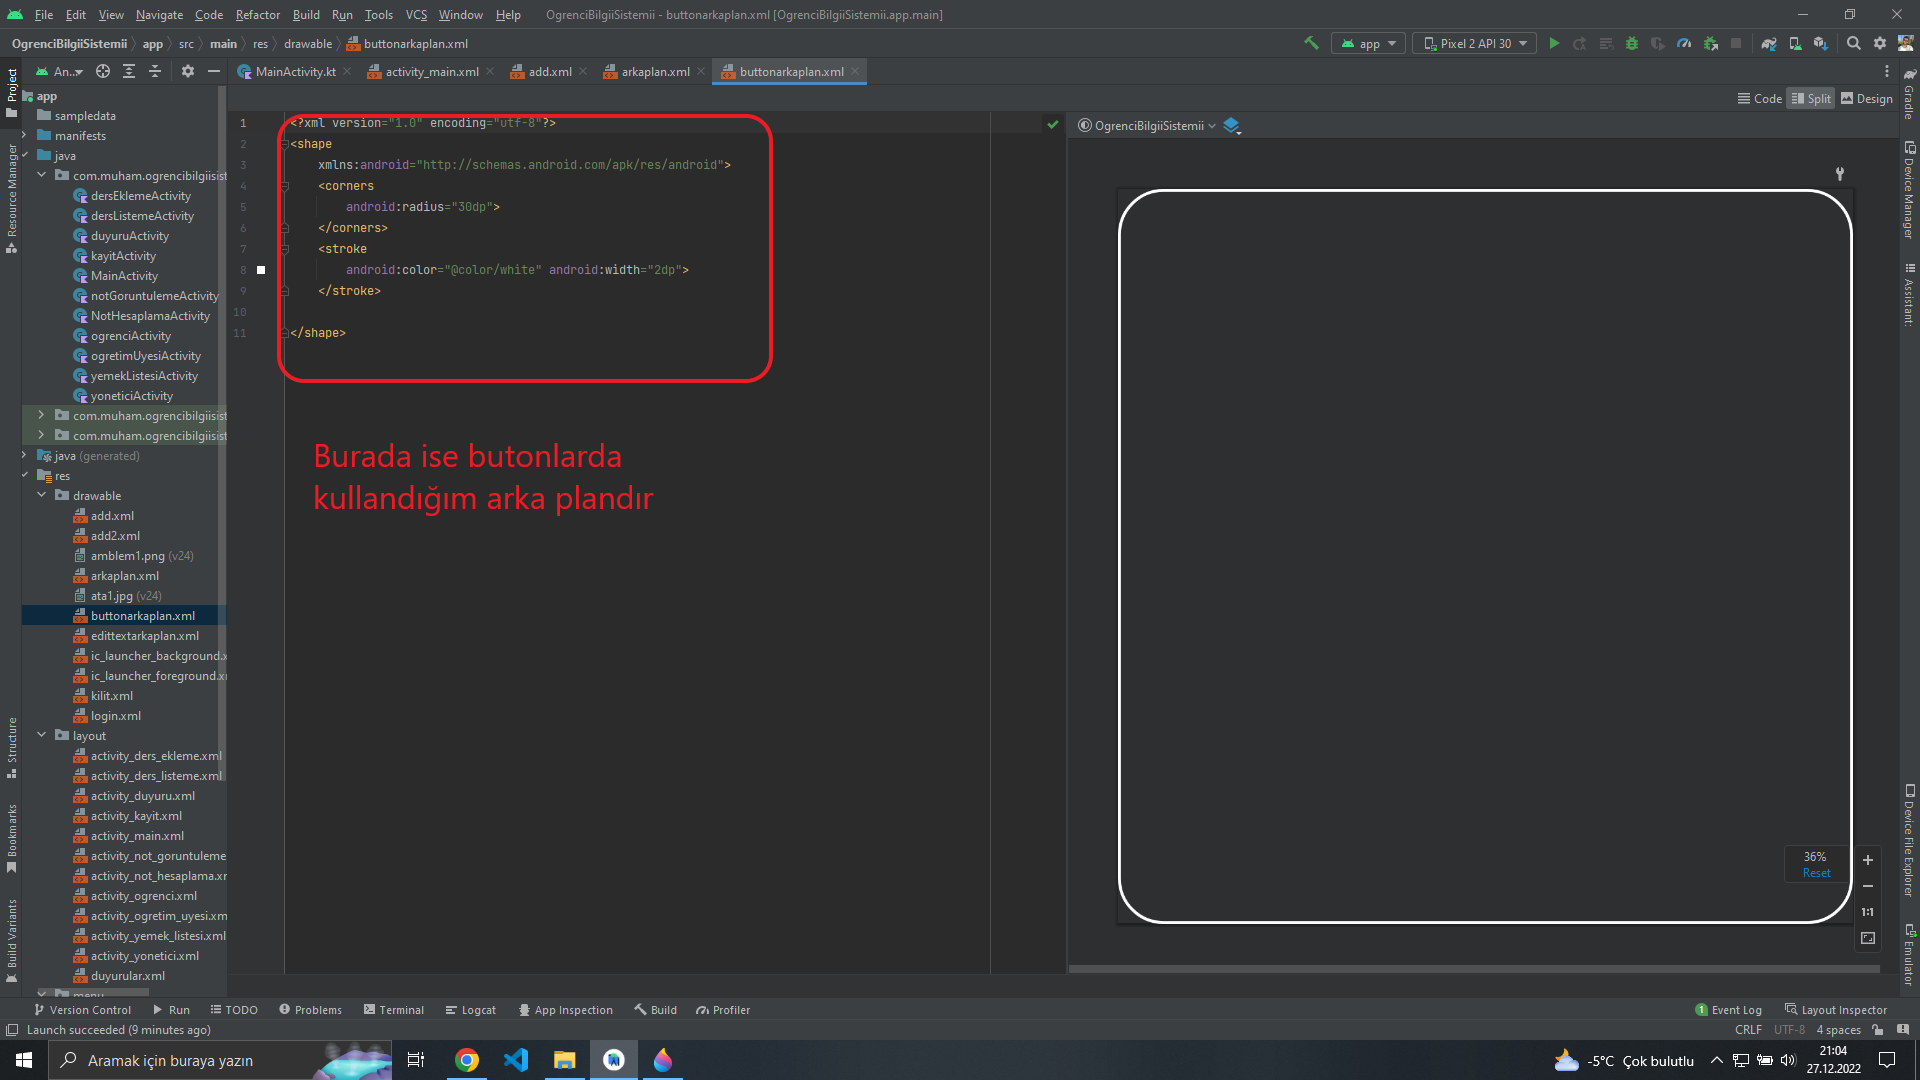 File Edit View Navigate Code Refactor Build Run Tools VCS Window Help OgrenciBilgiiSistemii - buttonarkaplan.xml [OgrenciBilgiiSistemii.app.main]
OgrenciBilgiiSistemii app src main res drawable buttonarkaplan.xml
app Pixel 2 API 30
An... MainActivity.kt activity_main.xml add.xml arkaplan.xml buttonarkaplan.xml
Code Split Design
Project
Resource Manager
Structure
Bookmarks
Build Variants
app
sampledata
manifests
java
com.muham.ogrencibilgiisist
dersEklemeActivity
dersListemeActivity
duyuruActivity
kayitActivity
MainActivity
notGoruntulemeActivity
NotHesaplamaActivity
ogrenciActivity
ogretimUyesiActivity
yemekListesiActivity
yoneticiActivity
com.muham.ogrencibilgiisist
com.muham.ogrencibilgiisist
java (generated)
res
drawable
add.xml
add2.xml
amblem1.png (v24)
arkaplan.xml
ata1.jpg (v24)
buttonarkaplan.xml
edittextarkaplan.xml
ic_launcher_background.x
ic_launcher_foreground.xr
kilit.xml
login.xml
layout
activity_ders_ekleme.xml
activity_ders_listeme.xml
activity_duyuru.xml
activity_kayit.xml
activity_main.xml
activity_not_goruntuleme
activity_not_hesaplama.xr
activity_ogrenci.xml
activity_ogretim_uyesi.xm
activity_yemek_listesi.xml
activity_yonetici.xml
duyurular.xml
menu
1 <?xml version="1.0" encoding="utf-8"?>
2 <shape
3 xmlns:android="http://schemas.android.com/apk/res/android">
4 <corners
5 android:radius="30dp">
6 </corners>
7 <stroke
8 android:color="@color/white" android:width="2dp">
9 </stroke>
10
11 </shape>
Burada ise butonlarda
kullandığım arka plandır
OgrenciBilgiiSistemii
36%
Reset
1:1
Gradle
Device Manager
Assistant:
Device File Explorer
Emulator
Version Control Run TODO Problems Terminal Logcat App Inspection Build Profiler 1 Event Log Layout Inspector
Launch succeeded (9 minutes ago) CRLF UTF-8 4 spaces
Aramak için buraya yazın -5°C Çok bulutlu 21:04
27.12.2022